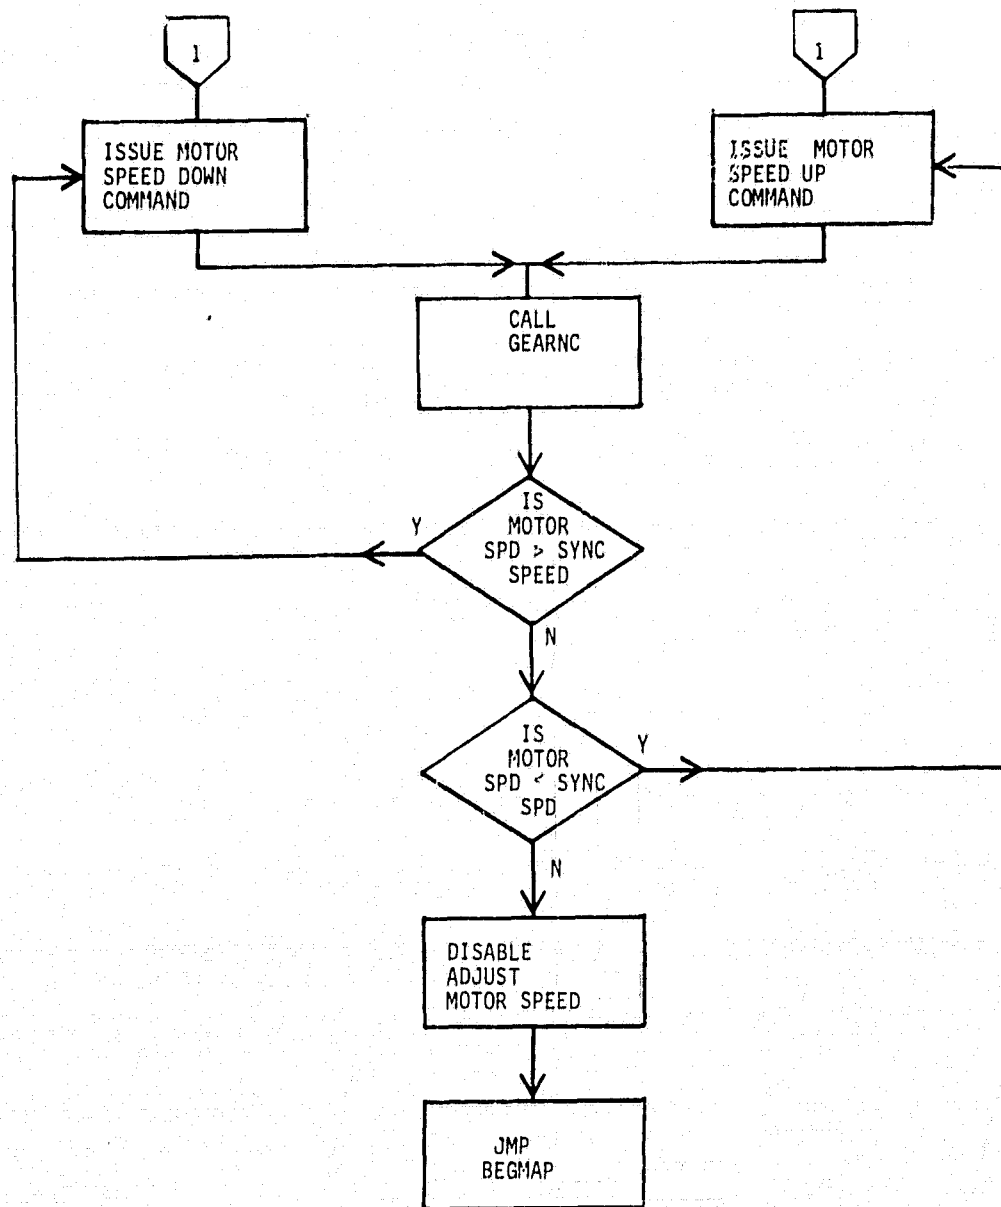 1
1
ISSUE MOTOR
SPEED DOWN
COMMAND
ISSUE MOTOR
SPEED UP
COMMAND
CALL
GEARNC
IS
MOTOR
SPD > SYNC
SPEED
Y
N
IS
MOTOR
SPD < SYNC
SPD
Y
N
DISABLE
ADJUST
MOTOR SPEED
JMP
BEGMAP